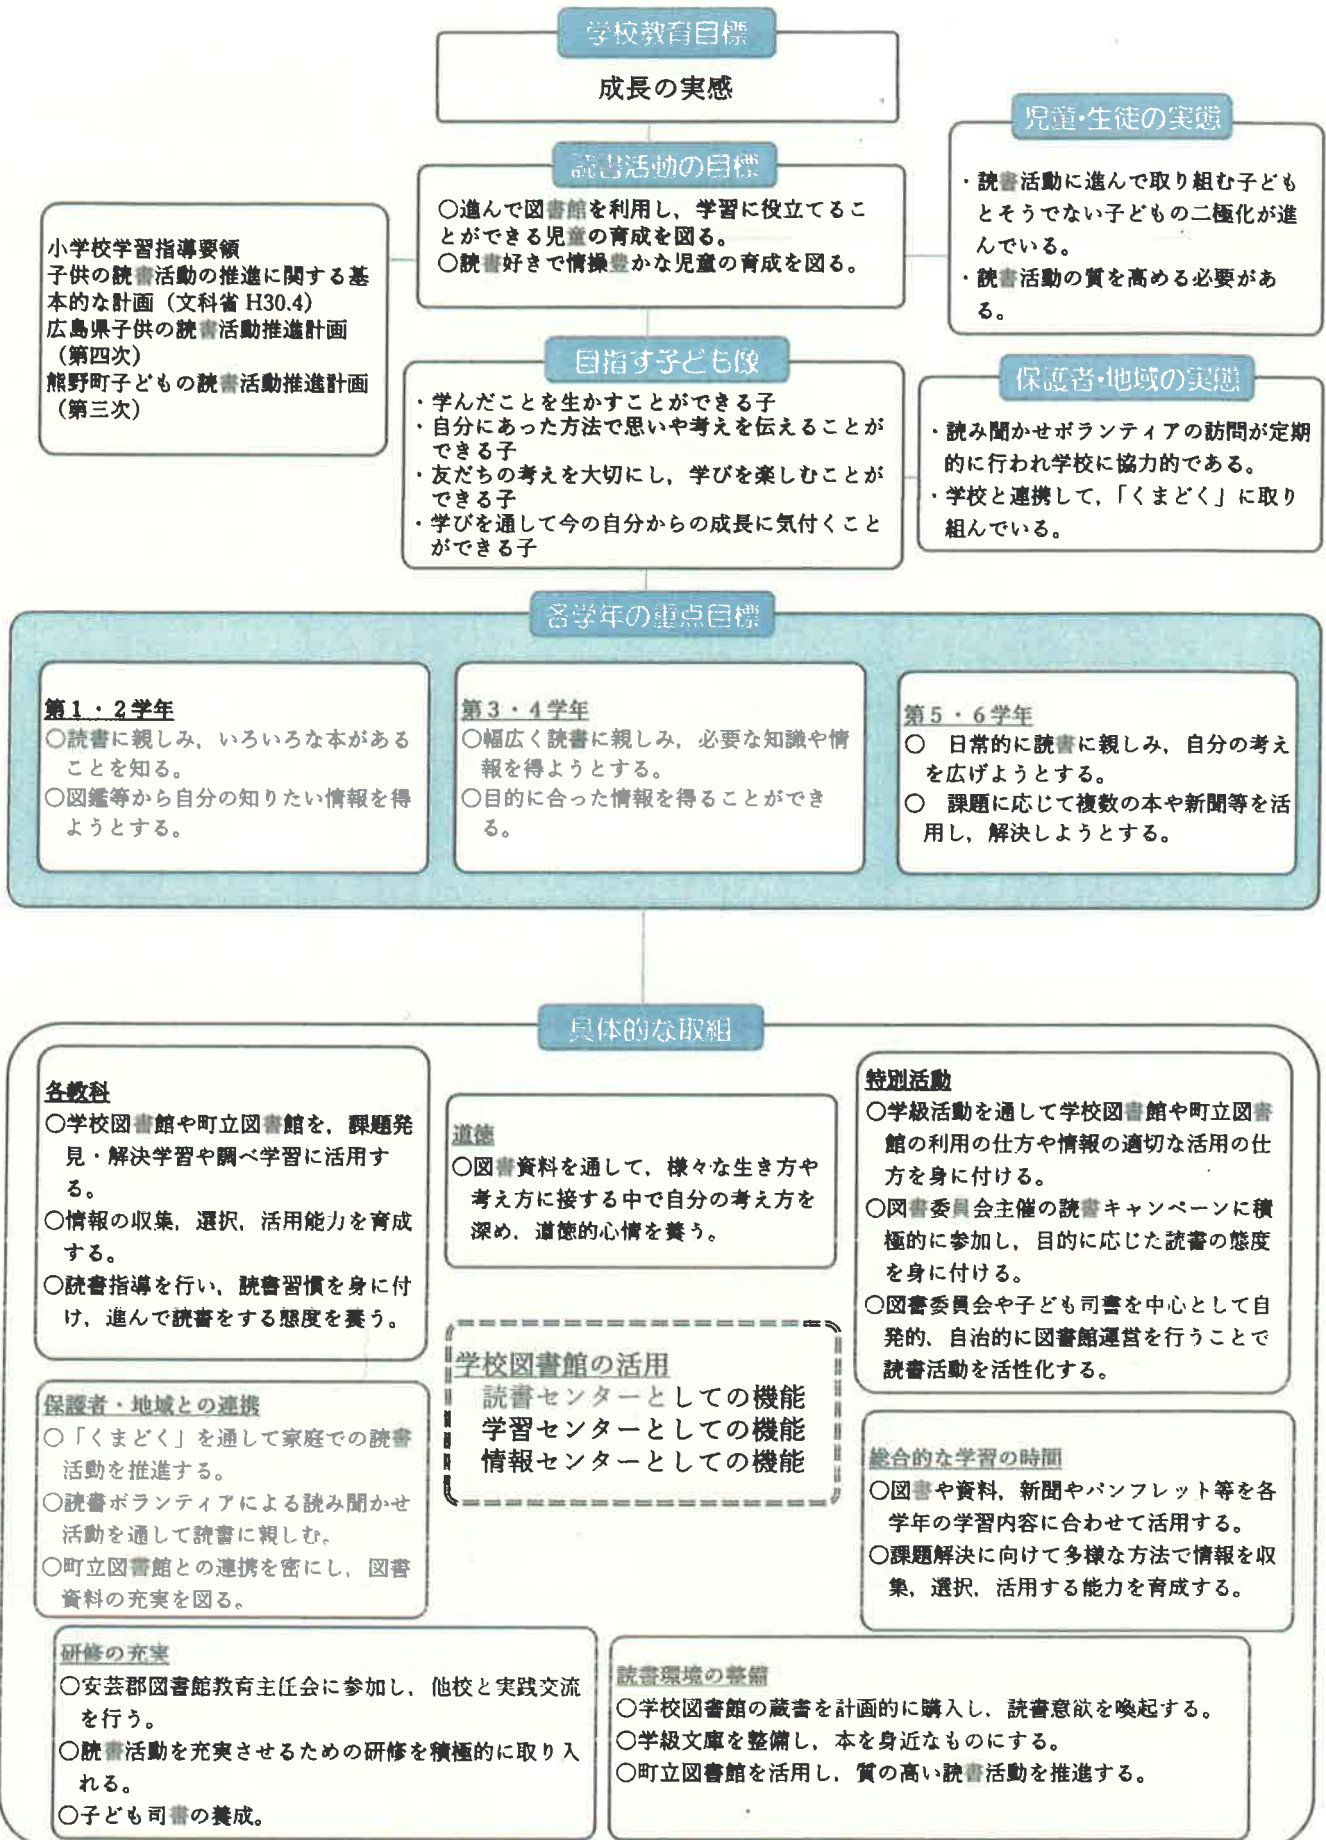 学校教育目標
成長の実感
読書活動の目標
○進んで図書館を利用し，学習に役立てるこ
とができる児童の育成を図る。
○読書好きで情操豊かな児童の育成を図る。
児童・生徒の実態
・読書活動に進んで取り組む子ども
とそうでない子どもの二極化が進
んでいる。
・読書活動の質を高める必要があ
る。
小学校学習指導要領
子供の読書活動の推進に関する基
本的な計画（文科省 H30.4）
広島県子供の読書活動推進計画
（第四次）
熊野町子どもの読書活動推進計画
（第三次）
目指す子ども像
・学んだことを生かすことができる子
・自分にあった方法で思いや考えを伝えることが
できる子
・友だちの考えを大切にし，学びを楽しむことが
できる子
・学びを通して今の自分からの成長に気付くこと
ができる子
保護者・地域の実態
・読み聞かせボランティアの訪問が定期
的に行われ学校に協力的である。
・学校と連携して，「くまどく」に取り
組んでいる。
各学年の重点目標
第１・２学年
○読書に親しみ，いろいろな本がある
ことを知る。
○図鑑等から自分の知りたい情報を得
ようとする。
第３・４学年
○幅広く読書に親しみ，必要な知識や情
報を得ようとする。
○目的に合った情報を得ることができ
る。
第５・６学年
○　日常的に読書に親しみ，自分の考え
を広げようとする。
○　課題に応じて複数の本や新聞等を活
用し，解決しようとする。
具体的な取組
各教科
○学校図書館や町立図書館を，課題発
見・解決学習や調べ学習に活用す
る。
○情報の収集，選択，活用能力を育成
する。
○読書指導を行い，読書習慣を身に付
け，進んで読書をする態度を養う。
道徳
○図書資料を通して，様々な生き方や
考え方に接する中で自分の考え方を
深め，道徳的心情を養う。
特別活動
○学級活動を通して学校図書館や町立図書
館の利用の仕方や情報の適切な活用の仕
方を身に付ける。
○図書委員会主催の読書キャンペーンに積
極的に参加し，目的に応じた読書の態度
を身に付ける。
○図書委員会や子ども司書を中心として自
発的，自治的に図書館運営を行うことで
読書活動を活性化する。
学校図書館の活用
読書センターとしての機能
学習センターとしての機能
情報センターとしての機能
保護者・地域との連携
○「くまどく」を通して家庭での読書
活動を推進する。
○読書ボランティアによる読み聞かせ
活動を通して読書に親しむ。
○町立図書館との連携を密にし，図書
資料の充実を図る。
総合的な学習の時間
○図書や資料，新聞やパンフレット等を各
学年の学習内容に合わせて活用する。
○課題解決に向けて多様な方法で情報を収
集，選択，活用する能力を育成する。
研修の充実
○安芸郡図書館教育主任会に参加し，他校と実践交流
を行う。
○読書活動を充実させるための研修を積極的に取り入
れる。
○子ども司書の養成。
読書環境の整備
○学校図書館の蔵書を計画的に購入し，読書意欲を喚起する。
○学級文庫を整備し，本を身近なものにする。
○町立図書館を活用し，質の高い読書活動を推進する。